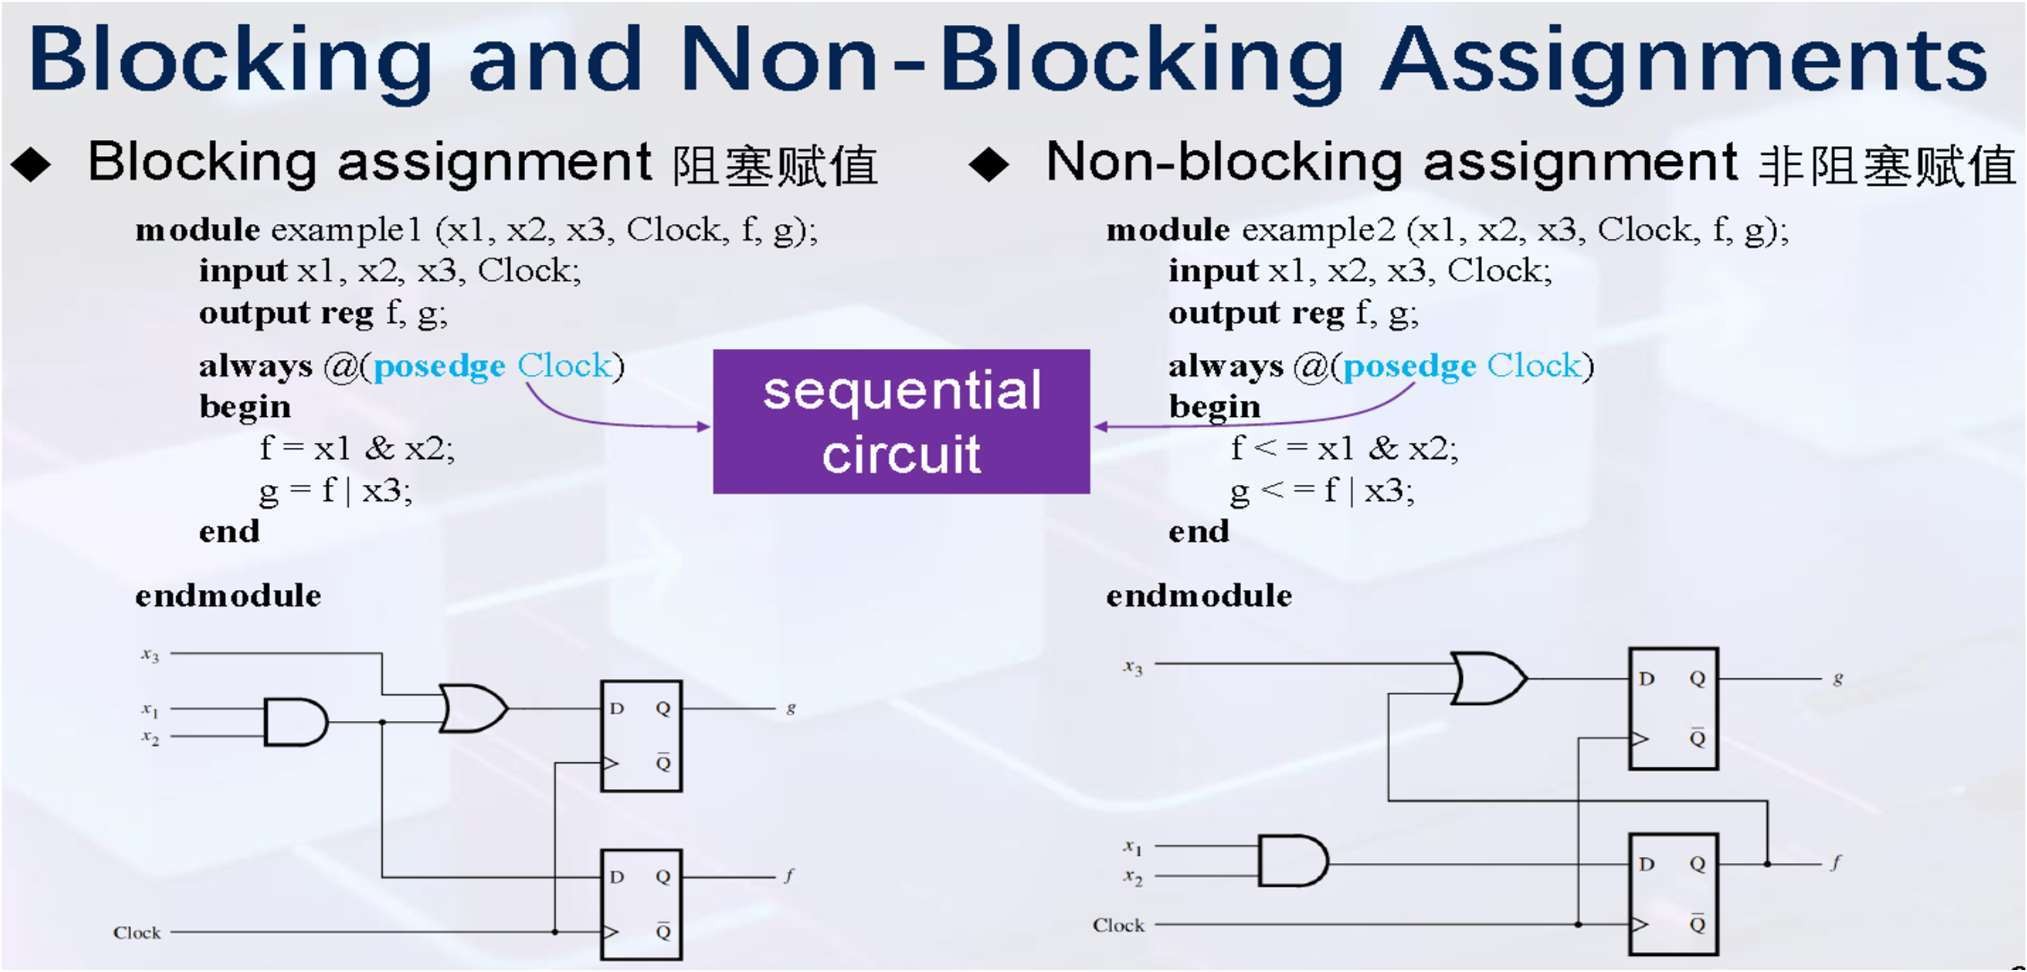 Blocking and Non-Blocking Assignments
◆ Blocking assignment 阻塞赋值
module example1 (x1, x2, x3, Clock, f, g);
input x1, x2, x3, Clock;
output reg f, g;
always @(posedge Clock)
begin
f = x1 & x2;
g = f | x3;
end
endmodule
sequential
circuit
◆ Non-blocking assignment 非阻塞赋值
module example2 (x1, x2, x3, Clock, f, g);
input x1, x2, x3, Clock;
output reg f, g;
always @(posedge Clock)
begin
f < = x1 & x2;
g < = f | x3;
end
endmodule
x3
x1
x2
D Q
g
Q̅
D Q
f
Clock
Q̅
x3
D Q
g
Q̅
x1
x2
D Q
f
Clock
Q̅